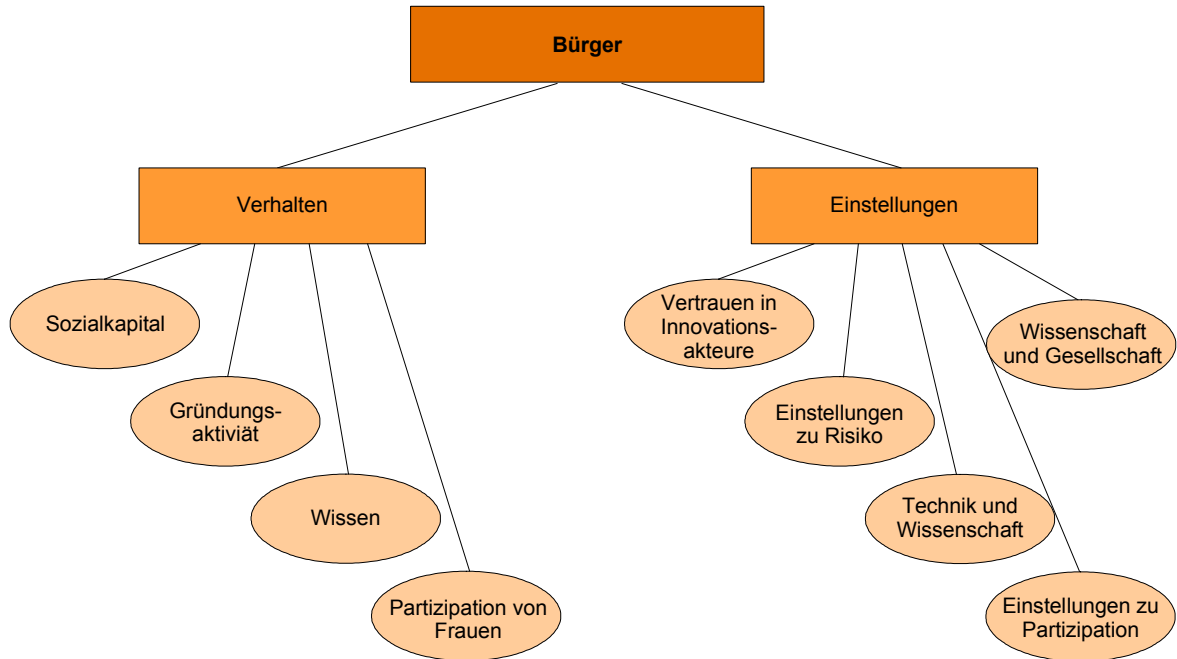 Bürger
Verhalten
Einstellungen
Sozialkapital
Gründungs-
aktiviät
Wissen
Partizipation von
Frauen
Vertrauen in
Innovations-
akteure
Einstellungen
zu Risiko
Technik und
Wissenschaft
Einstellungen zu
Partizipation
Wissenschaft
und Gesellschaft